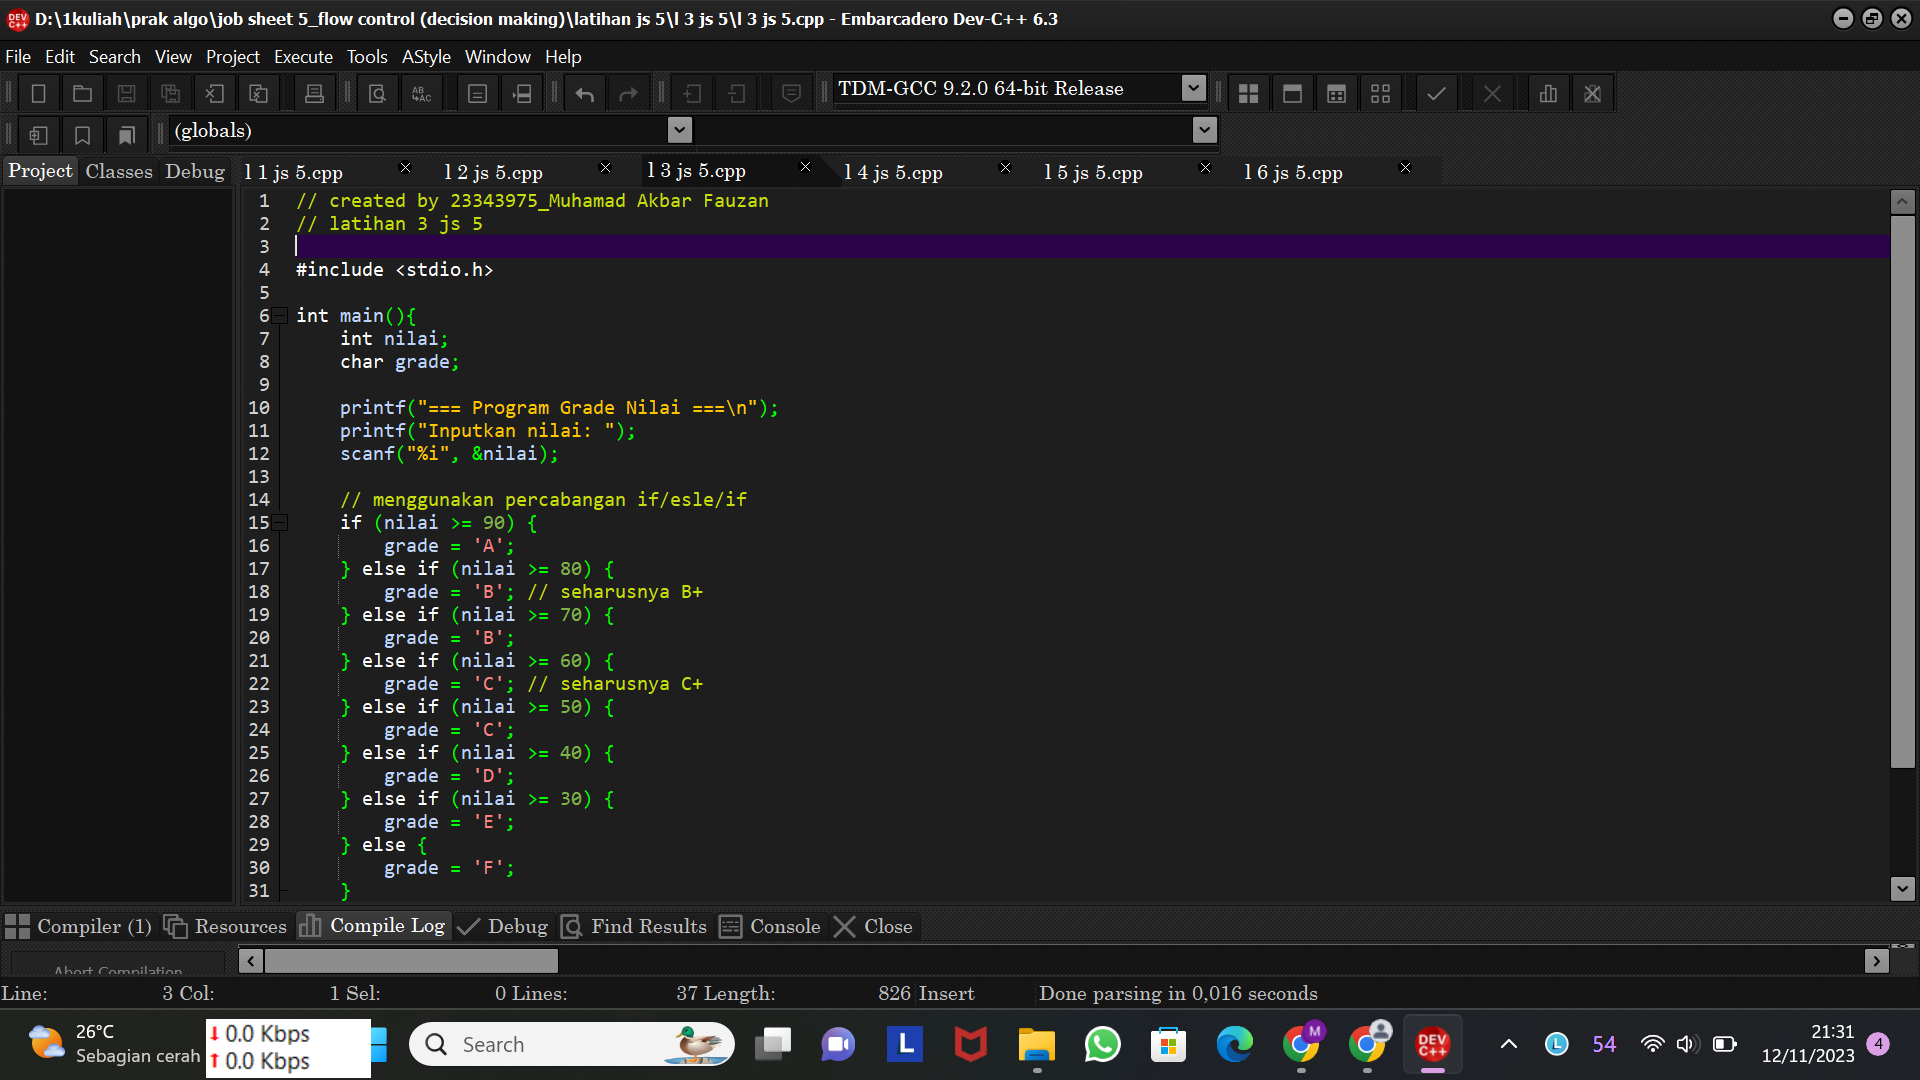 D:\1kuliah\prak algo\job sheet 5_flow control (decision making)\latihan js 5\l 3 js 5\l 3 js 5.cpp - Embarcadero Dev-C++ 6.3
File Edit Search View Project Execute Tools AStyle Window Help
TDM-GCC 9.2.0 64-bit Release
(globals)
Project Classes Debug l 1 js 5.cpp l 2 js 5.cpp l 3 js 5.cpp l 4 js 5.cpp l 5 js 5.cpp l 6 js 5.cpp
1 // created by 23343975_Muhamad Akbar Fauzan
2 // latihan 3 js 5
3
4 #include <stdio.h>
5
6 int main(){
7 int nilai;
8 char grade;
9
10 printf("=== Program Grade Nilai ===\n");
11 printf("Inputkan nilai: ");
12 scanf("%i", &nilai);
13
14 // menggunakan percabangan if/esle/if
15 if (nilai >= 90) {
16 grade = 'A';
17 } else if (nilai >= 80) {
18 grade = 'B'; // seharusnya B+
19 } else if (nilai >= 70) {
20 grade = 'B';
21 } else if (nilai >= 60) {
22 grade = 'C'; // seharusnya C+
23 } else if (nilai >= 50) {
24 grade = 'C';
25 } else if (nilai >= 40) {
26 grade = 'D';
27 } else if (nilai >= 30) {
28 grade = 'E';
29 } else {
30 grade = 'F';
31 }
Compiler (1) Resources Compile Log Debug Find Results Console Close
Abort Compilation
Line: 3 Col: 1 Sel: 0 Lines: 37 Length: 826 Insert Done parsing in 0,016 seconds
26°C
Sebagian cerah
0.0 Kbps
0.0 Kbps
Search
L
M
DEV C++
L
54
21:31
12/11/2023
4